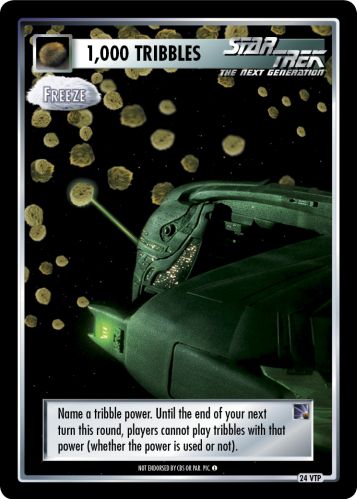 1,000 TRIBBLES
STAR TREK
THE NEXT GENERATION
FREEZE
Name a tribble power. Until the end of your next
turn this round, players cannot play tribbles with that
power (whether the power is used or not).
NOT ENDORSED BY CBS OR PAR. PIC.
24 VTP